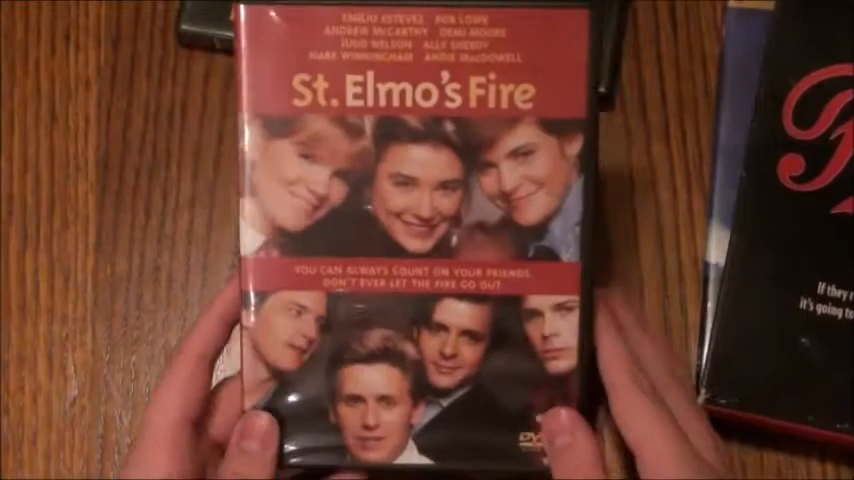 EMILIO ESTEVEZ ROB LOWE
ANDREW McCARTHY DEMI MOORE
JUDD NELSON ALLY SHEEDY
MARE WINNINGHAM ANDIE MacDOWELL
St. Elmo's Fire
YOU CAN ALWAYS COUNT ON YOUR FRIENDS.
DON'T EVER LET THE FIRE GO OUT
DVD
If they
it's going to